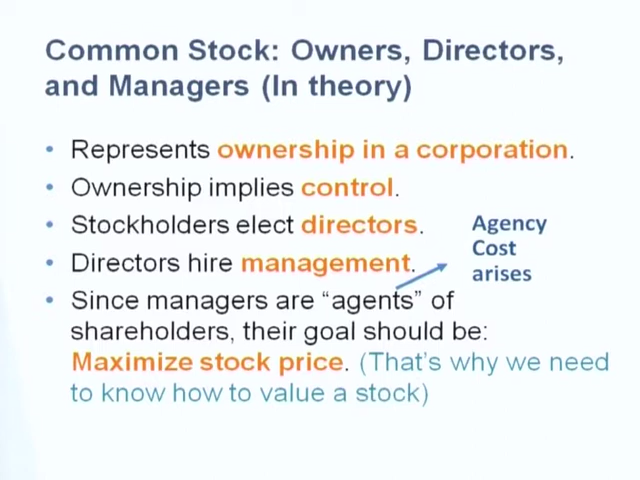 Common Stock: Owners, Directors,
and Managers (In theory)
• Represents ownership in a corporation.
• Ownership implies control.
• Stockholders elect directors.
• Directors hire management.
Agency
Cost
arises
• Since managers are “agents” of
shareholders, their goal should be:
Maximize stock price. (That’s why we need
to know how to value a stock)